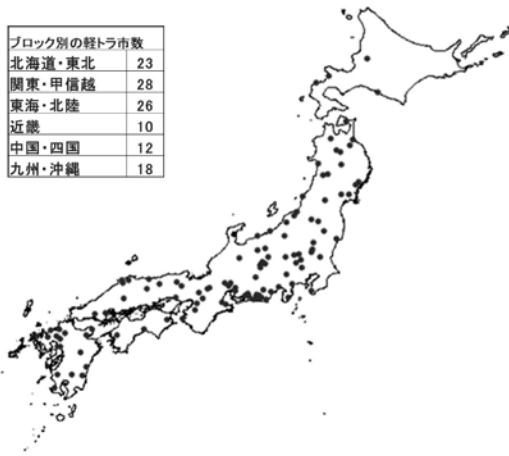 ブロック別の軽トラ市数
北海道・東北 23
関東・甲信越 28
東海・北陸 26
近畿 10
中国・四国 12
九州・沖縄 18